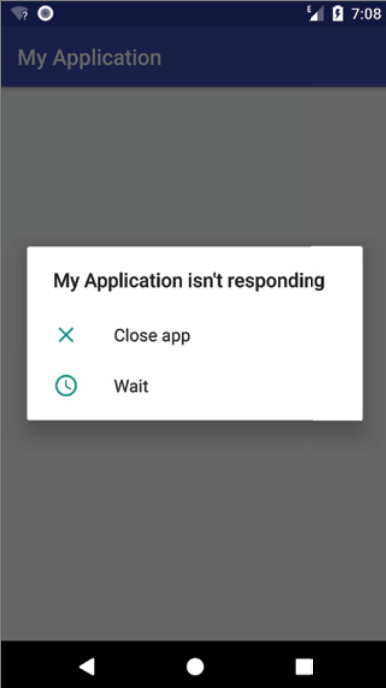 7:08
My Application
My Application isn't responding
Close app
Wait